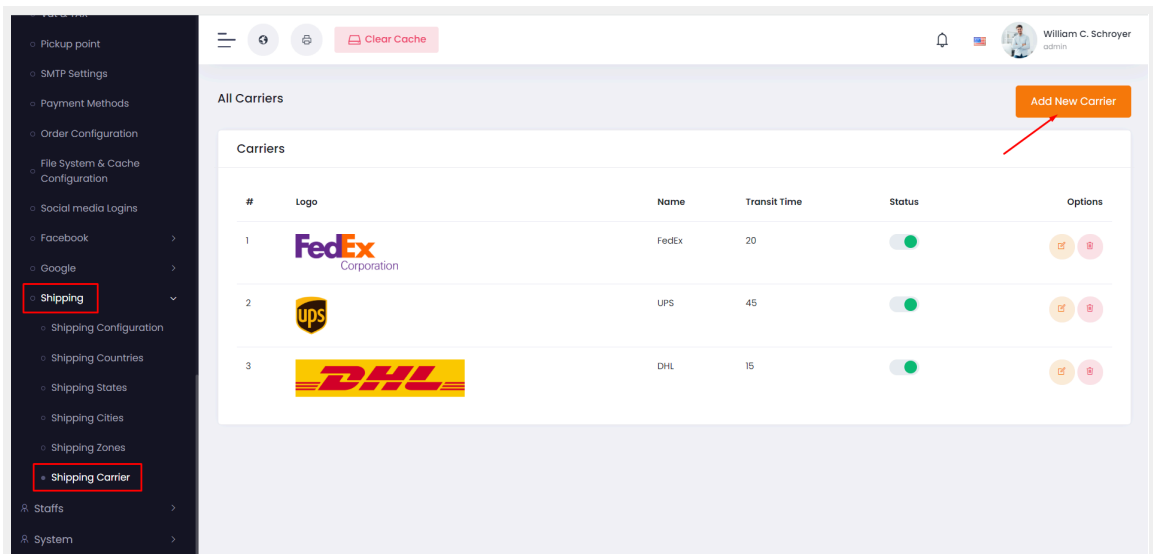 Vat & TAX
Pickup point
SMTP Settings
Payment Methods
Order Configuration
File System & Cache
Configuration
Social media Logins
Facebook
Google
Shipping
Shipping Configuration
Shipping Countries
Shipping States
Shipping Cities
Shipping Zones
Shipping Carrier
Staffs
System
Clear Cache
William C. Schroyer
admin
All Carriers
Add New Carrier
Carriers
# Logo Name Transit Time Status Options
1 FedEx Corporation FedEx 20
2 ups UPS 45
3 DHL DHL 15